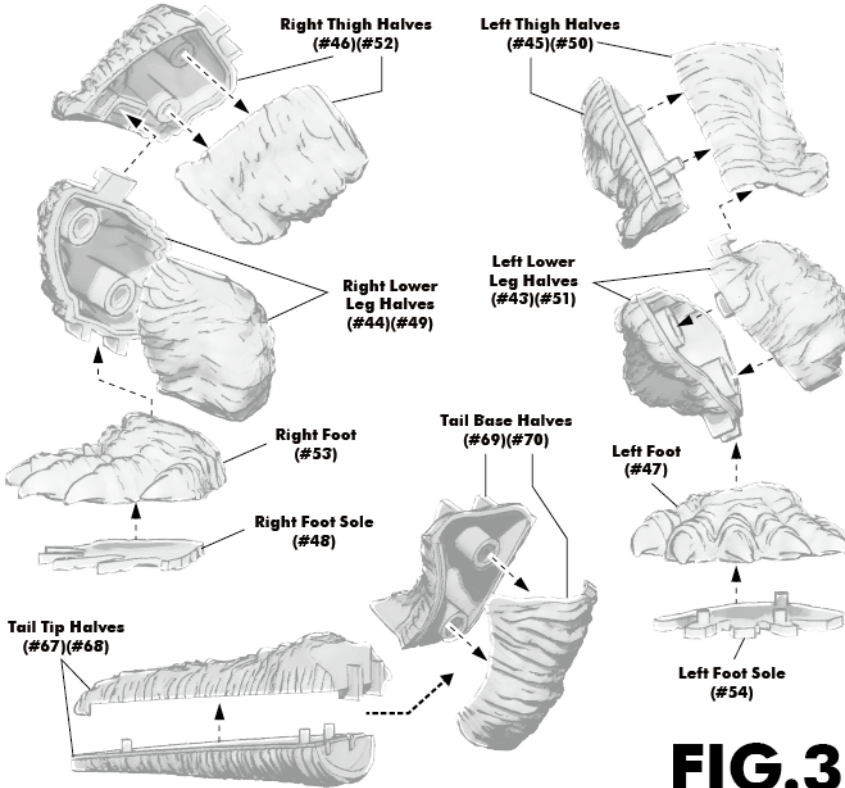 Right Thigh Halves
(#46)(#52)
Left Thigh Halves
(#45)(#50)
Right Lower
Leg Halves
(#44)(#49)
Left Lower
Leg Halves
(#43)(#51)
Right Foot
(#53)
Tail Base Halves
(#69)(#70)
Left Foot
(#47)
Right Foot Sole
(#48)
Tail Tip Halves
(#67)(#68)
Left Foot Sole
(#54)
FIG.3